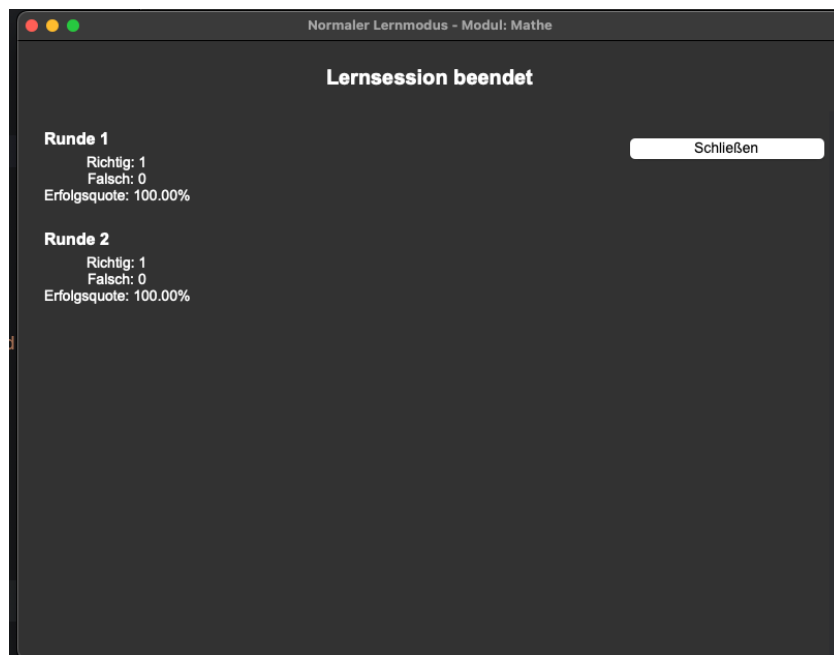 Normaler Lernmodus - Modul: Mathe
Lernsession beendet
Runde 1
Richtig: 1
Falsch: 0
Erfolgsquote: 100.00%
Schließen
Runde 2
Richtig: 1
Falsch: 0
Erfolgsquote: 100.00%